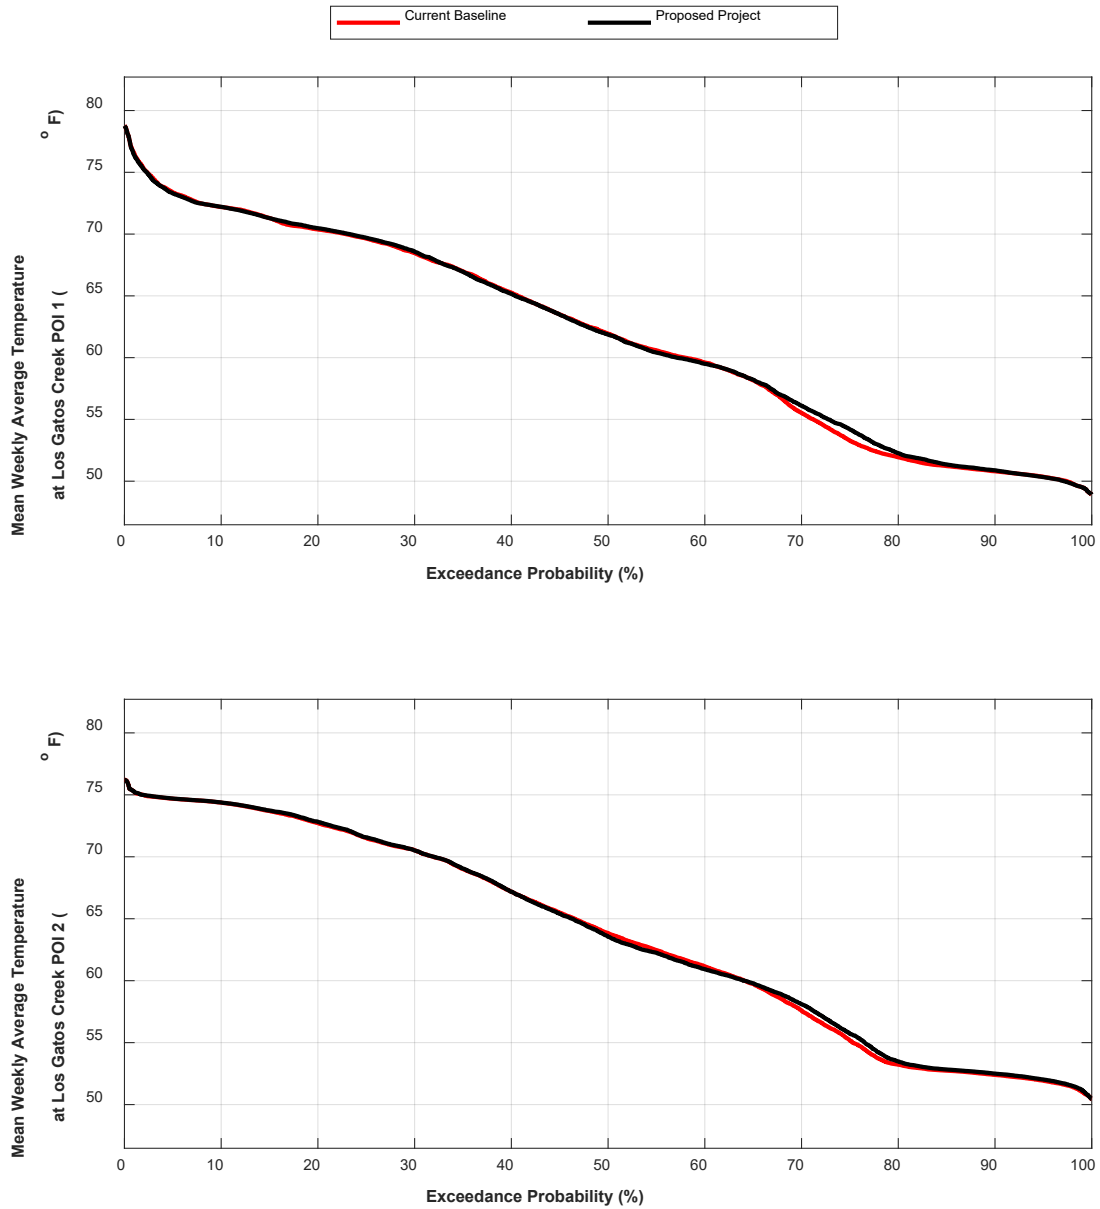 Current Baseline
Proposed Project
80
75
70
65
60
55
50
Mean Weekly Average Temperature
at Los Gatos Creek POI 1 (
o
F)
0 10 20 30 40 50 60 70 80 90 100
Exceedance Probability (%)
80
75
70
65
60
55
50
Mean Weekly Average Temperature
at Los Gatos Creek POI 2 (
o
F)
0 10 20 30 40 50 60 70 80 90 100
Exceedance Probability (%)